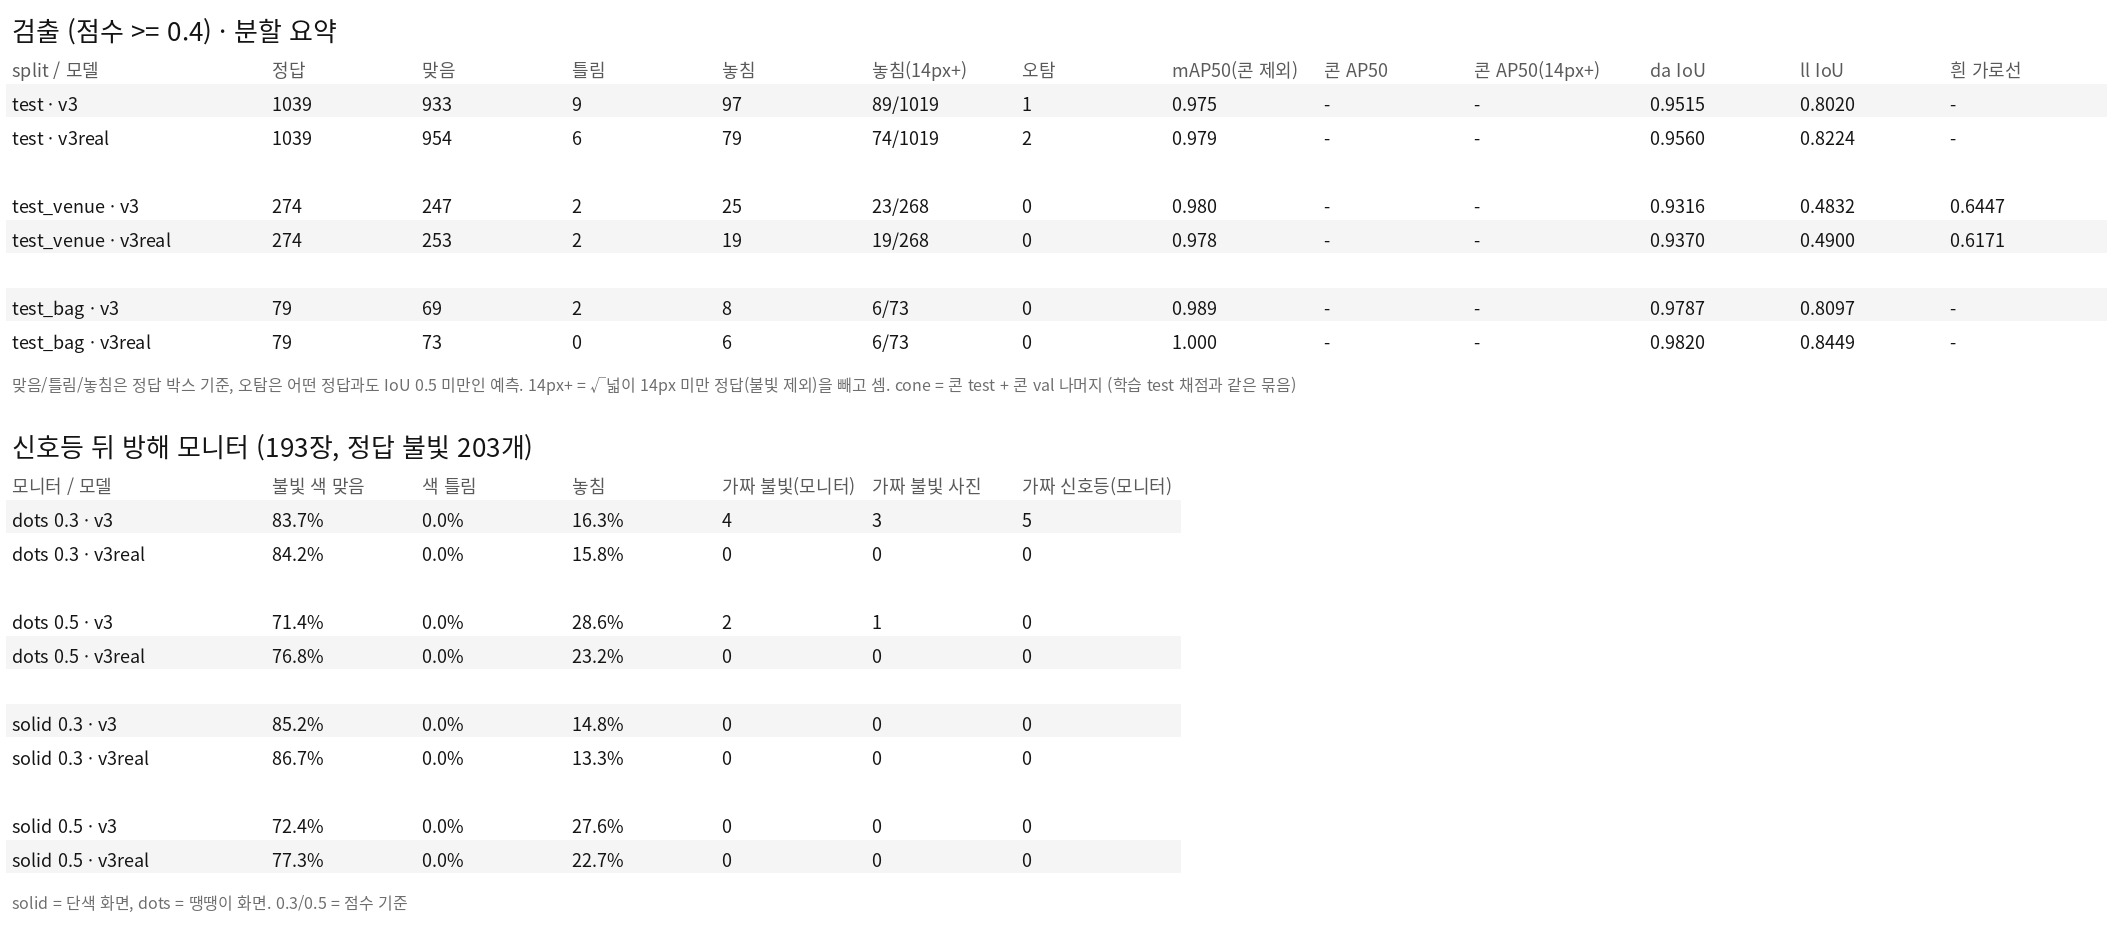 검출 (점수 >= 0.4) · 분할 요약
split / 모델 정답 맞음 틀림 놓침 놓침(14px+) 오탐 mAP50(콘 제외) 콘 AP50 콘 AP50(14px+) da IoU ll IoU 흰 가로선
test · v3 1039 933 9 97 89/1019 1 0.975 - - 0.9515 0.8020 -
test · v3real 1039 954 6 79 74/1019 2 0.979 - - 0.9560 0.8224 -
test_venue · v3 274 247 2 25 23/268 0 0.980 - - 0.9316 0.4832 0.6447
test_venue · v3real 274 253 2 19 19/268 0 0.978 - - 0.9370 0.4900 0.6171
test_bag · v3 79 69 2 8 6/73 0 0.989 - - 0.9787 0.8097 -
test_bag · v3real 79 73 0 6 6/73 0 1.000 - - 0.9820 0.8449 -
맞음/틀림/놓침은 정답 박스 기준, 오탐은 어떤 정답과도 IoU 0.5 미만인 예측. 14px+ = √넓이 14px 미만 정답(불빛 제외)을 빼고 셈. cone = 콘 test + 콘 val 나머지 (학습 test 채점과 같은 묶음)
신호등 뒤 방해 모니터 (193장, 정답 불빛 203개)
모니터 / 모델 불빛 색 맞음 색 틀림 놓침 가짜 불빛(모니터) 가짜 불빛 사진 가짜 신호등(모니터)
dots 0.3 · v3 83.7% 0.0% 16.3% 4 3 5
dots 0.3 · v3real 84.2% 0.0% 15.8% 0 0 0
dots 0.5 · v3 71.4% 0.0% 28.6% 2 1 0
dots 0.5 · v3real 76.8% 0.0% 23.2% 0 0 0
solid 0.3 · v3 85.2% 0.0% 14.8% 0 0 0
solid 0.3 · v3real 86.7% 0.0% 13.3% 0 0 0
solid 0.5 · v3 72.4% 0.0% 27.6% 0 0 0
solid 0.5 · v3real 77.3% 0.0% 22.7% 0 0 0
solid = 단색 화면, dots = 땡땡이 화면. 0.3/0.5 = 점수 기준